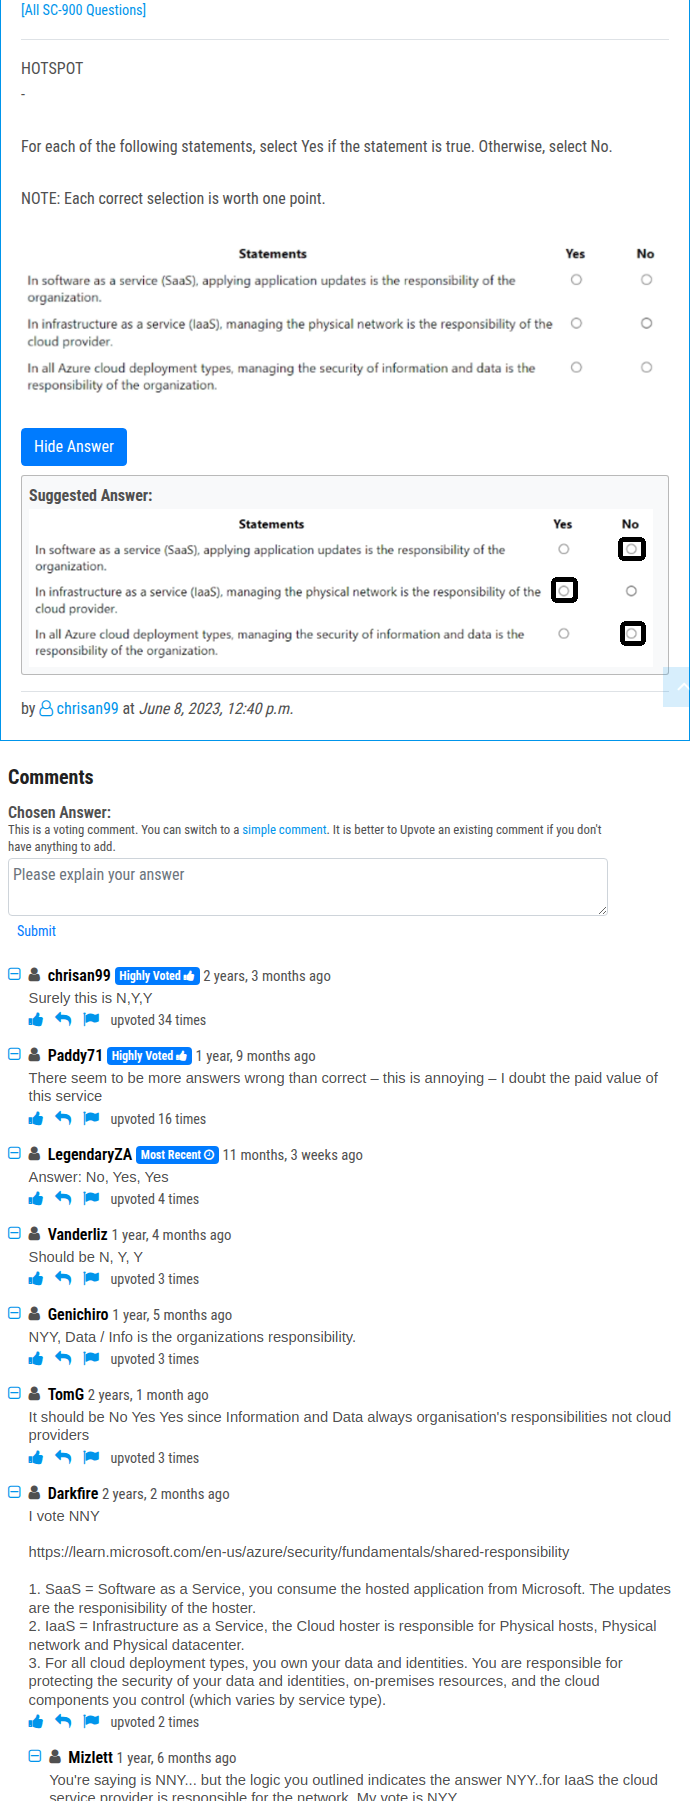 [All SC-900 Questions]
HOTSPOT
-
For each of the following statements, select Yes if the statement is true. Otherwise, select No.
NOTE: Each correct selection is worth one point.
Statements Yes No
In software as a service (SaaS), applying application updates is the responsibility of the
organization.
In infrastructure as a service (IaaS), managing the physical network is the responsibility of the
cloud provider.
In all Azure cloud deployment types, managing the security of information and data is the
responsibility of the organization.
Hide Answer
Suggested Answer:
Statements Yes No
In software as a service (SaaS), applying application updates is the responsibility of the
organization.
In infrastructure as a service (IaaS), managing the physical network is the responsibility of the
cloud provider.
In all Azure cloud deployment types, managing the security of information and data is the
responsibility of the organization.
by chrisan99 at June 8, 2023, 12:40 p.m.
Comments
Chosen Answer:
This is a voting comment. You can switch to a simple comment. It is better to Upvote an existing comment if you don't
have anything to add.
Please explain your answer
Submit
chrisan99 Highly Voted 2 years, 3 months ago
Surely this is N,Y,Y
upvoted 34 times
Paddy71 Highly Voted 1 year, 9 months ago
There seem to be more answers wrong than correct – this is annoying – I doubt the paid value of
this service
upvoted 16 times
LegendaryZA Most Recent 11 months, 3 weeks ago
Answer: No, Yes, Yes
upvoted 4 times
Vanderliz 1 year, 4 months ago
Should be N, Y, Y
upvoted 3 times
Genichiro 1 year, 5 months ago
NYY, Data / Info is the organizations responsibility.
upvoted 3 times
TomG 2 years, 1 month ago
It should be No Yes Yes since Information and Data always organisation's responsibilities not cloud
providers
upvoted 3 times
Darkfire 2 years, 2 months ago
I vote NNY
https://learn.microsoft.com/en-us/azure/security/fundamentals/shared-responsibility
1. SaaS = Software as a Service, you consume the hosted application from Microsoft. The updates
are the responisibility of the hoster.
2. IaaS = Infrastructure as a Service, the Cloud hoster is responsible for Physical hosts, Physical
network and Physical datacenter.
3. For all cloud deployment types, you own your data and identities. You are responsible for
protecting the security of your data and identities, on-premises resources, and the cloud
components you control (which varies by service type).
upvoted 2 times
Mizlett 1 year, 6 months ago
You're saying is NNY... but the logic you outlined indicates the answer NYY..for IaaS the cloud
service provider is responsible for the network. My vote is NYY